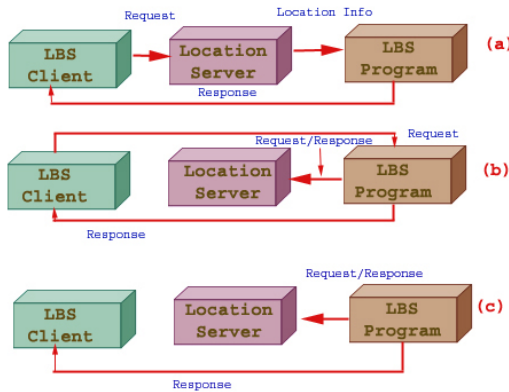 Request
Location Info
LBS
Client
Location
Server
LBS
Program
(a)
Response
Request/Response
Request
LBS
Client
Location
Server
LBS
Program
(b)
Response
Request/Response
LBS
Client
Location
Server
LBS
Program
(c)
Response